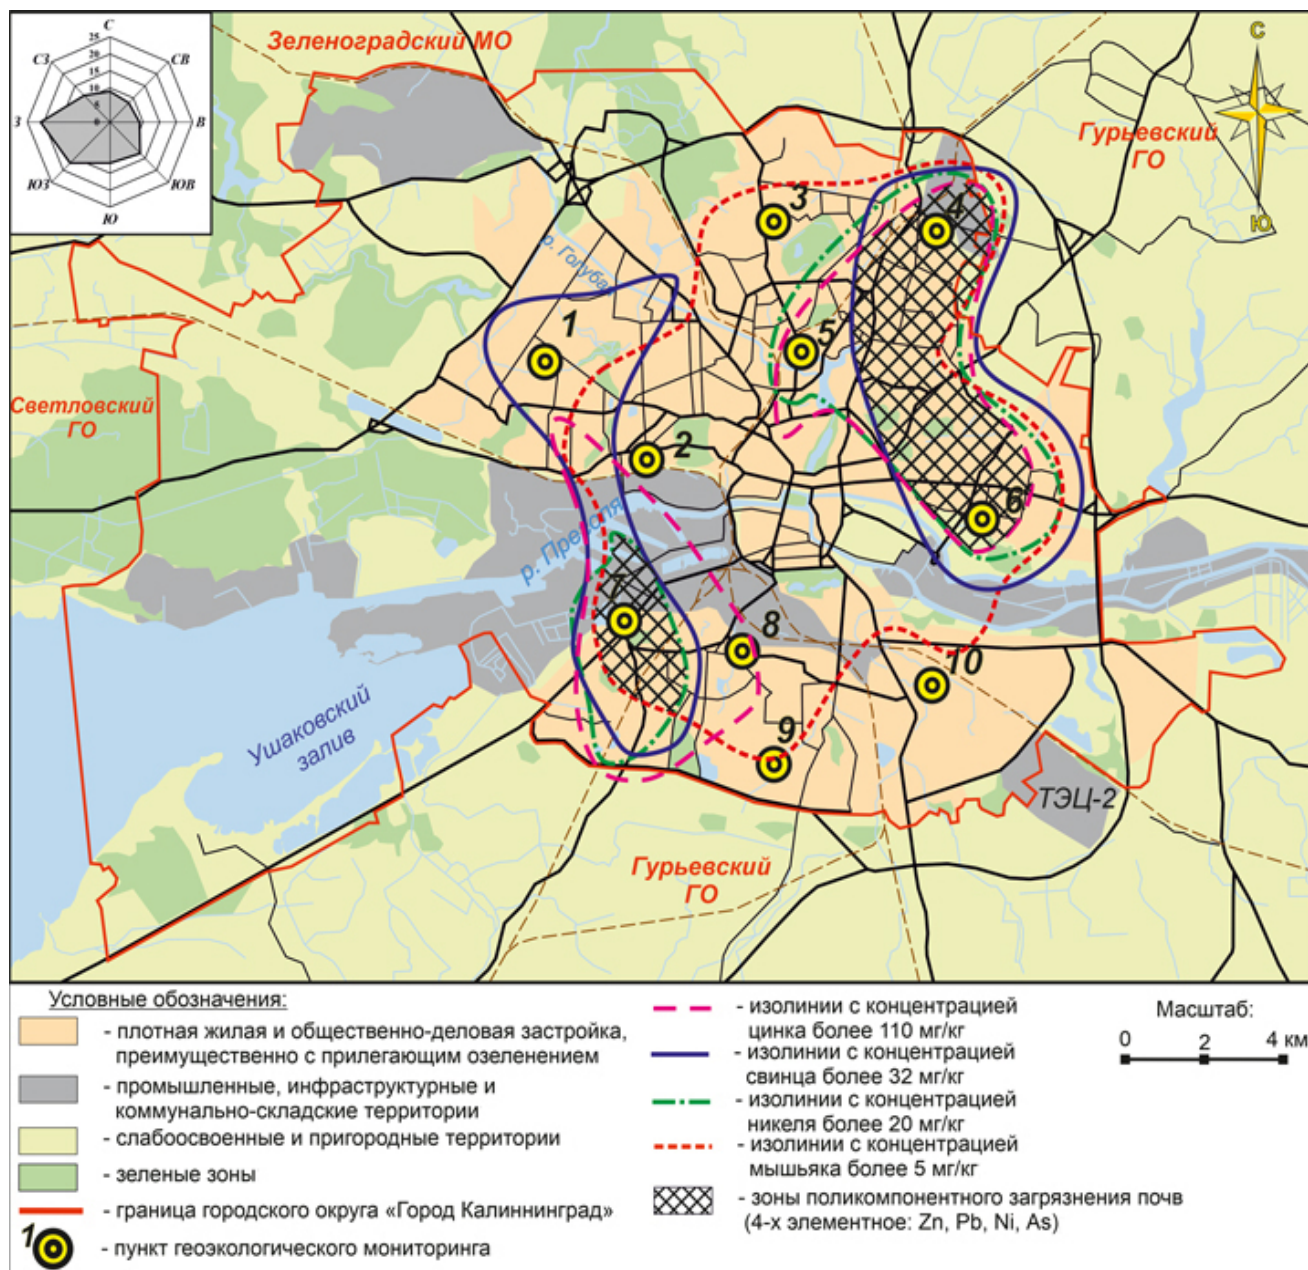 С
25
20
15
10
5
0
СЗ
СВ
З
В
ЮЗ
ЮВ
Ю
Зеленоградский МО
С
Гурьевский
ГО
Ю
3
4
р. Голубая
1
5
Светловский
ГО
2
6
р. Преголя
7
8
10
Ушаковский
залив
9
ТЭЦ-2
Гурьевский
ГО
Условные обозначения:
- плотная жилая и общественно-деловая застройка,
преимущественно с прилегающим озеленением
- промышленные, инфраструктурные и
коммунально-складские территории
- слабоосвоенные и пригородные территории
- зеленые зоны
- граница городского округа «Город Калининград»
1
- пункт геоэкологического мониторинга
- изолинии с концентрацией
цинка более 110 мг/кг
- изолинии с концентрацией
свинца более 32 мг/кг
- изолинии с концентрацией
никеля более 20 мг/кг
- изолинии с концентрацией
мышьяка более 5 мг/кг
- зоны поликомпонентного загрязнения почв
(4-х элементное: Zn, Pb, Ni, As)
Масштаб:
0 2 4 км